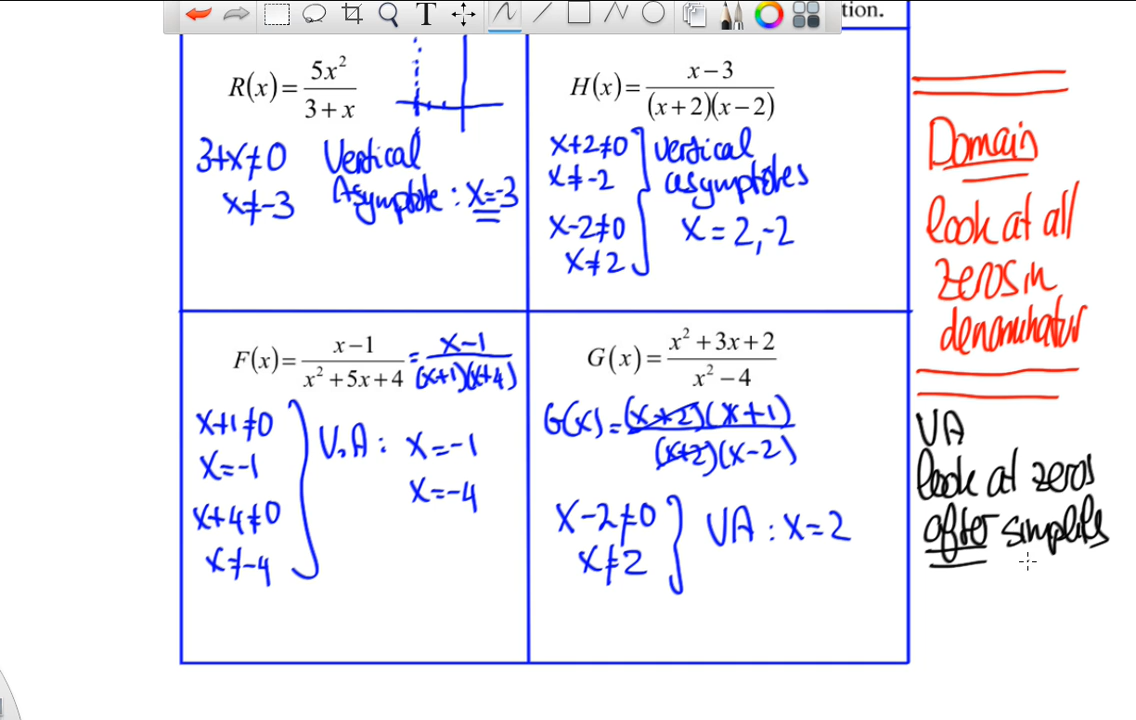 T
tion.
R(x)= 5x²/(3+x)
3+x≠0 Vertical
x≠-3 Asymptote : x=-3
H(x)= (x-3)/((x+2)(x-2))
x+2≠0 vertical
x≠-2 asymptotes
x-2≠0 x=2,-2
x≠2
F(x)= (x-1)/(x²+5x+4) = (x-1)/((x+1)(x+4))
x+1≠0
x=-1 V.A : x=-1
x+4≠0 x=-4
x≠-4
G(x)= (x²+3x+2)/(x²-4)
G(x)= (x+2)(x+1)/(x+2)(x-2)
x-2≠0 VA : x=2
x≠2
Domain
look at all
zeros in
denominator
VA
look at zeros
after simplify